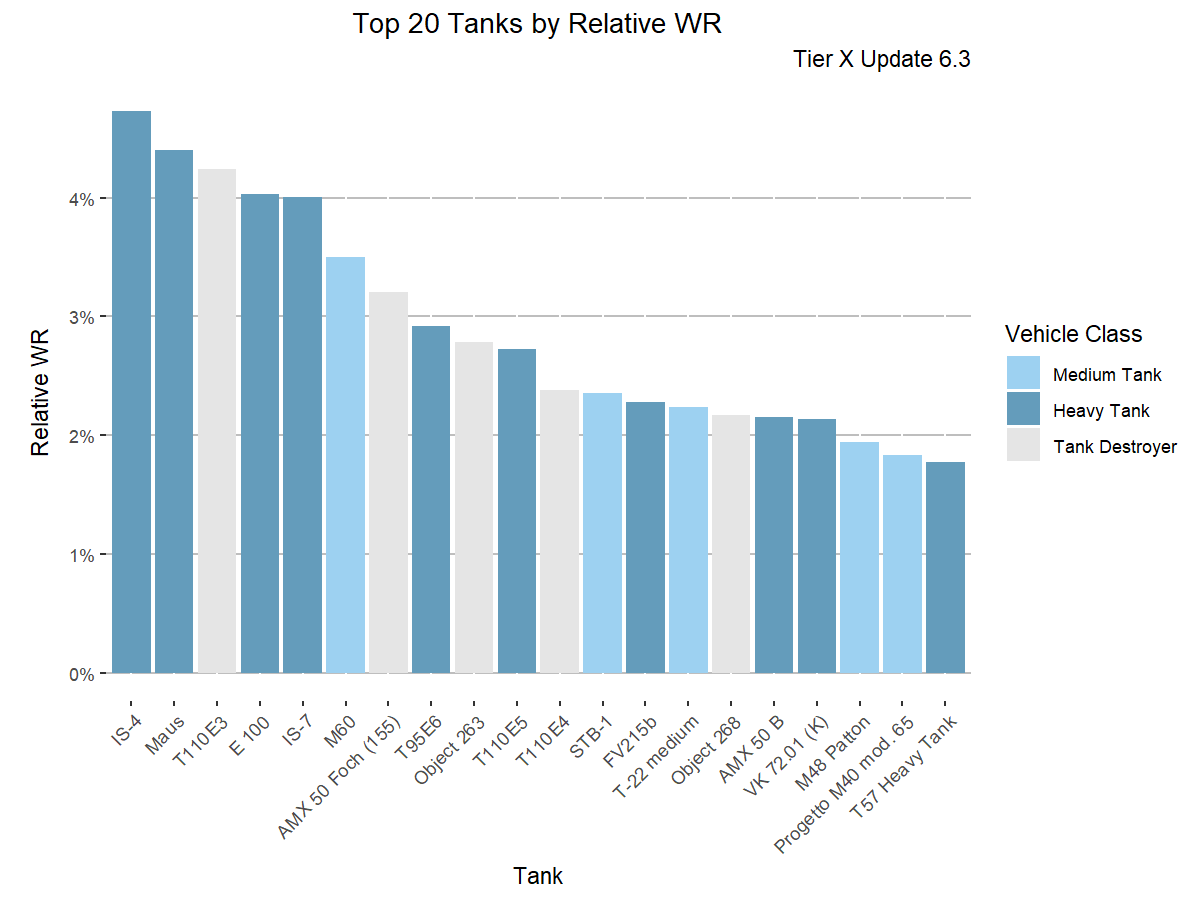 Top 20 Tanks by Relative WR
Tier X Update 6.3
Relative WR
4%
3%
2%
1%
0%
IS-4
Maus
T110E3
E 100
IS-7
M60
AMX 50 Foch (155)
T95E6
Object 263
T110E5
T110E4
STB-1
FV215b
T-22 medium
Object 268
AMX 50 B
VK 72.01 (K)
M48 Patton
Progetto M40 mod. 65
T57 Heavy Tank
Tank
Vehicle Class
Medium Tank
Heavy Tank
Tank Destroyer